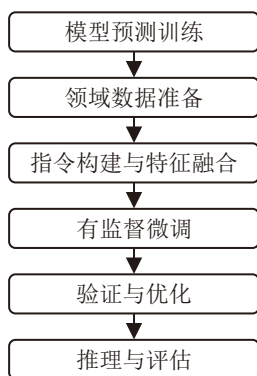 模型预测训练
领域数据准备
指令构建与特征融合
有监督微调
验证与优化
推理与评估